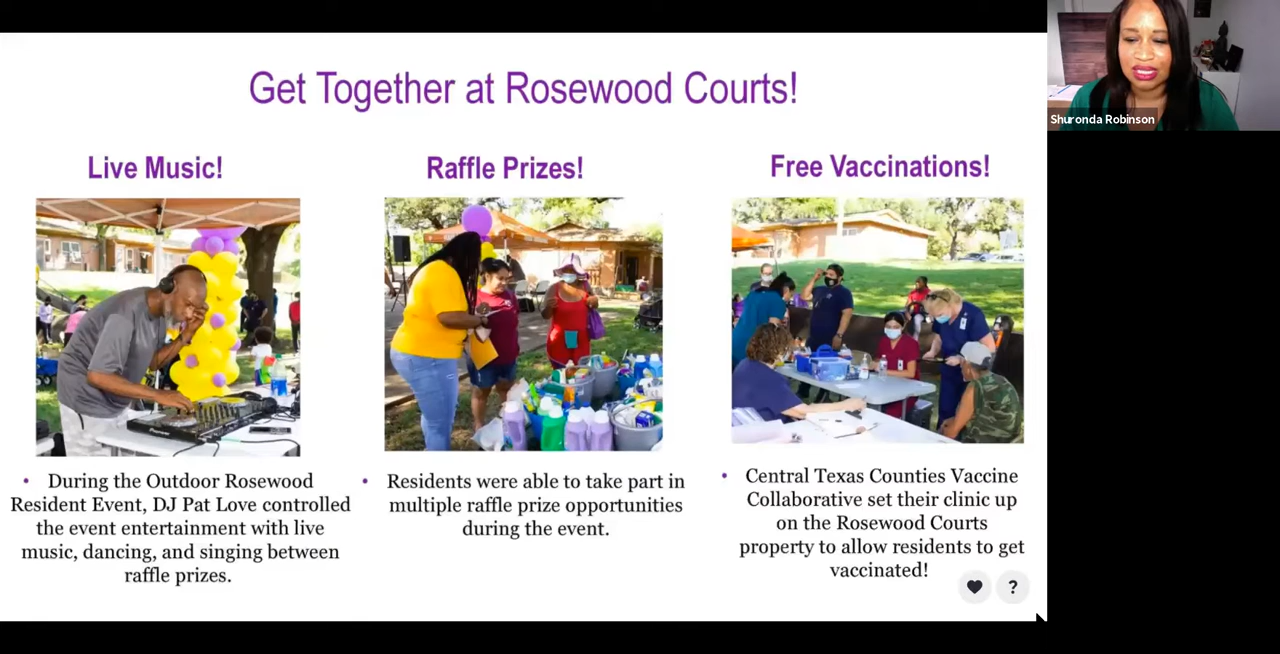 Get Together at Rosewood Courts!
Shuronda Robinson
Live Music!
Raffle Prizes!
Free Vaccinations!
• During the Outdoor Rosewood
Resident Event, DJ Pat Love controlled
the event entertainment with live
music, dancing, and singing between
raffle prizes.
• Residents were able to take part in
multiple raffle prize opportunities
during the event.
• Central Texas Counties Vaccine
Collaborative set their clinic up
on the Rosewood Courts
property to allow residents to get
vaccinated!
?